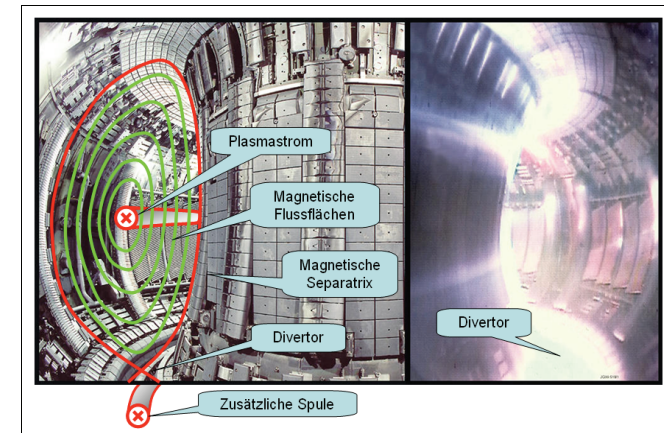 Plasmastrom
Magnetische
Flussflächen
Magnetische
Separatrix
Divertor
Zusätzliche Spule
Divertor